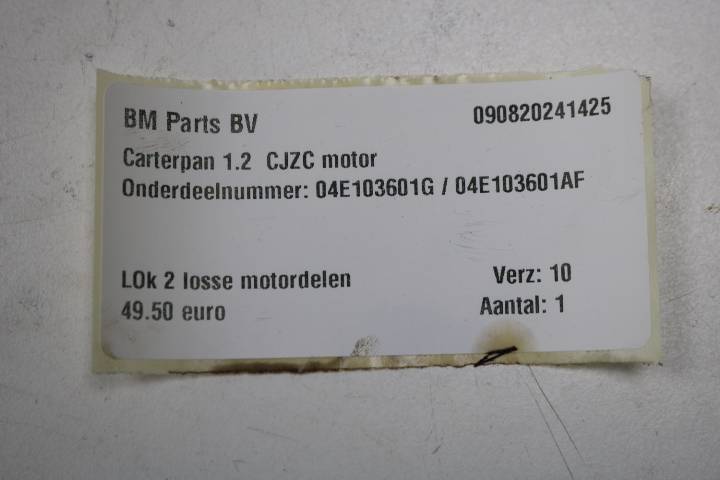 BM Parts BV 090820241425
Carterpan 1.2 CJZC motor
Onderdeelnummer: 04E103601G / 04E103601AF
LOk 2 losse motordelen Verz: 10
49.50 euro Aantal: 1